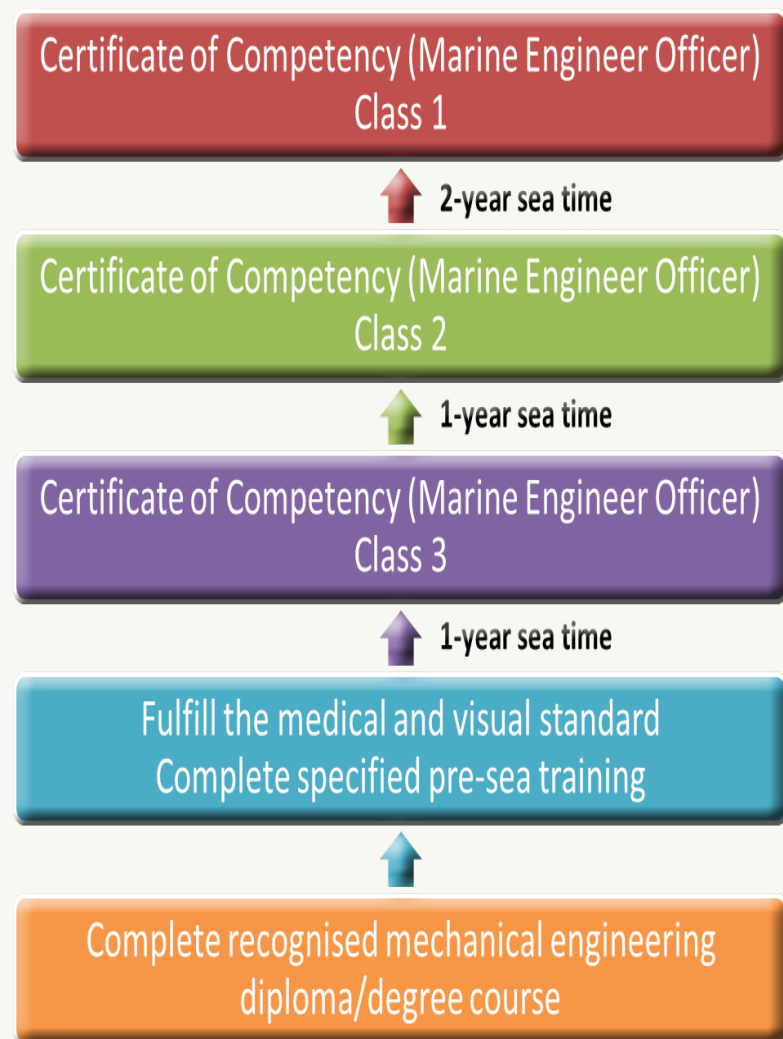 Certificate of Competency (Marine Engineer Officer)
Class 1
2-year sea time
Certificate of Competency (Marine Engineer Officer)
Class 2
1-year sea time
Certificate of Competency (Marine Engineer Officer)
Class 3
1-year sea time
Fulfill the medical and visual standard
Complete specified pre-sea training
Complete recognised mechanical engineering
diploma/degree course